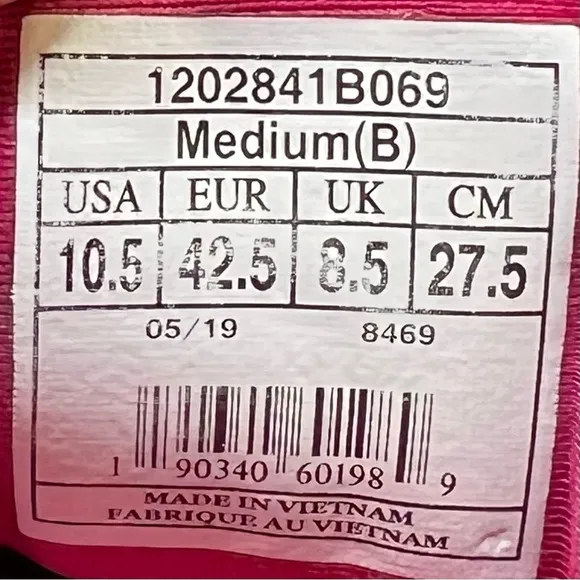 1202841B069
Medium(B)
USA EUR UK CM
10.5 42.5 8.5 27.5
05/19 8469
1 90340 60198 9
MADE IN VIETNAM
FABRIQUE AU VIETNAM